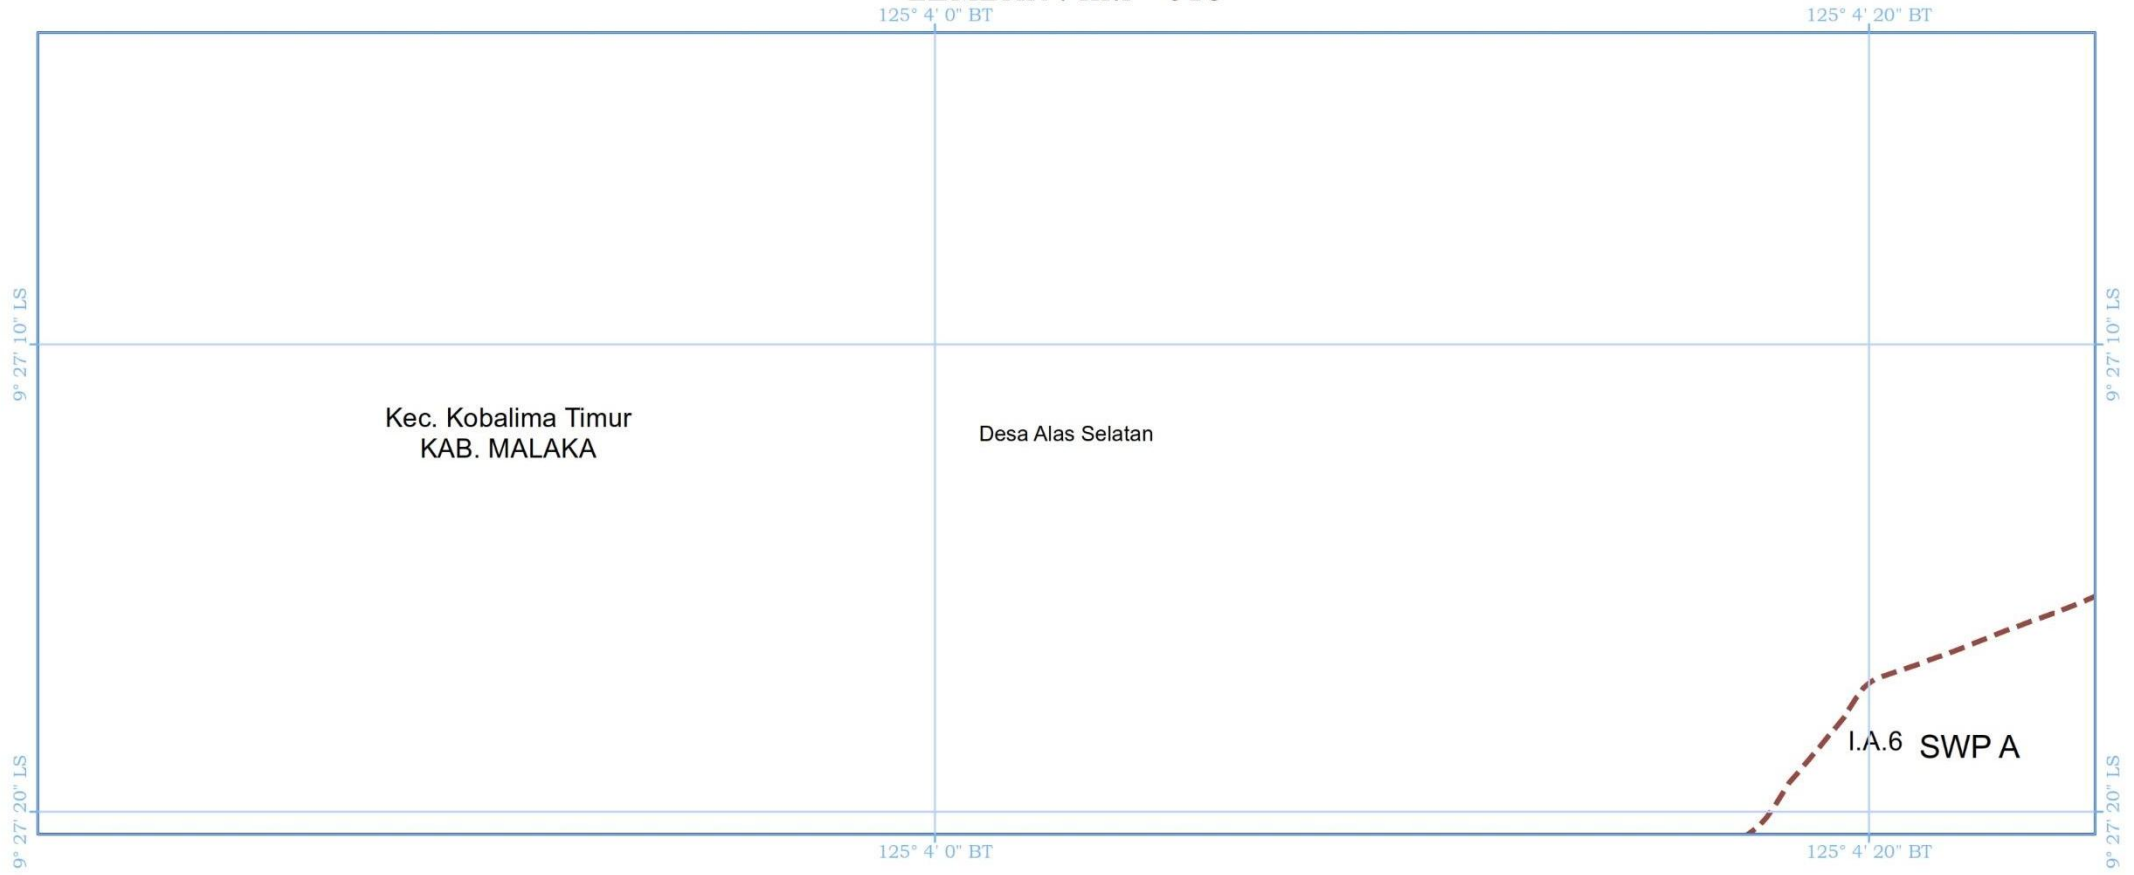 125° 4' 0" BT
125° 4' 20" BT
9° 27' 10" LS
9° 27' 10" LS
Kec. Kobalima Timur
KAB. MALAKA
Desa Alas Selatan
I.A.6
SWP A
9° 27' 20" LS
9° 27' 20" LS
125° 4' 0" BT
125° 4' 20" BT